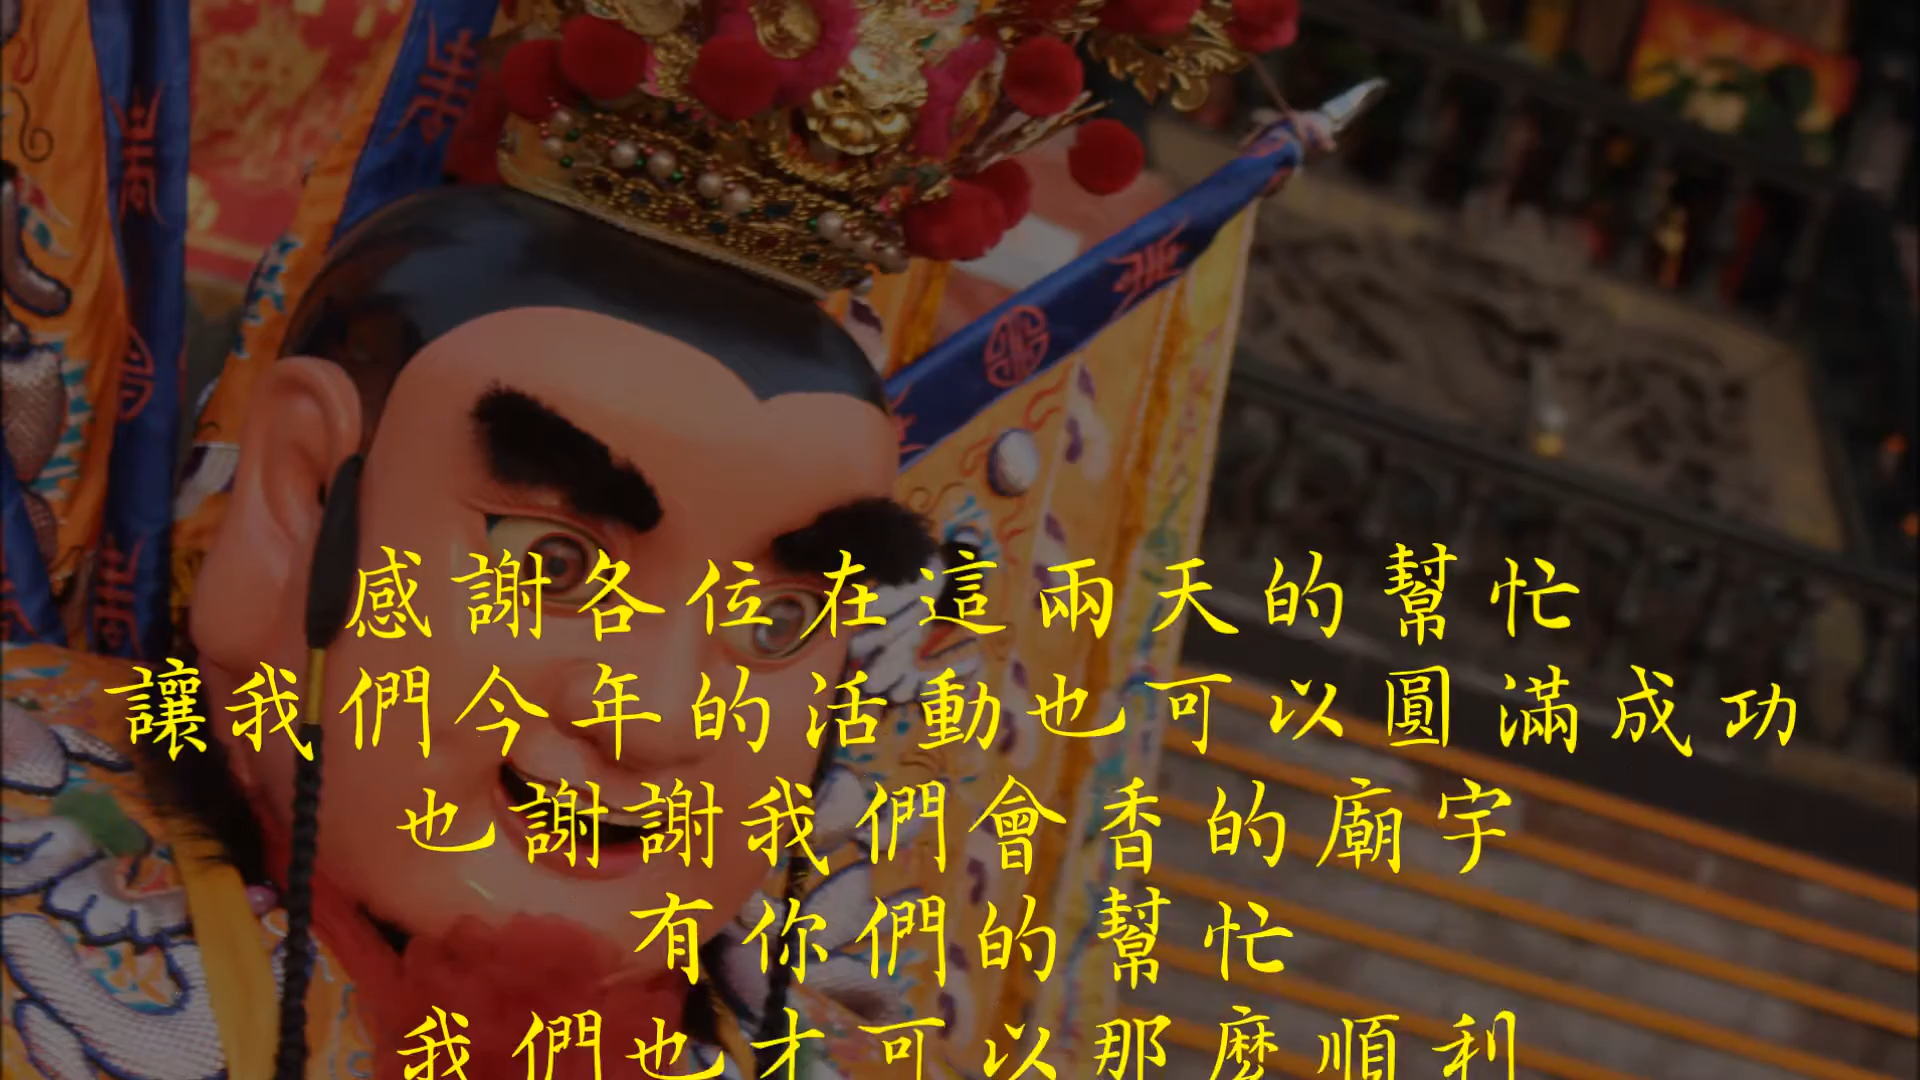 感謝各位在這兩天的幫忙
讓我們今年的活動也可以圓滿成功
也謝謝我們會香的廟宇
有你們的幫忙
我們也才可以那麼順利